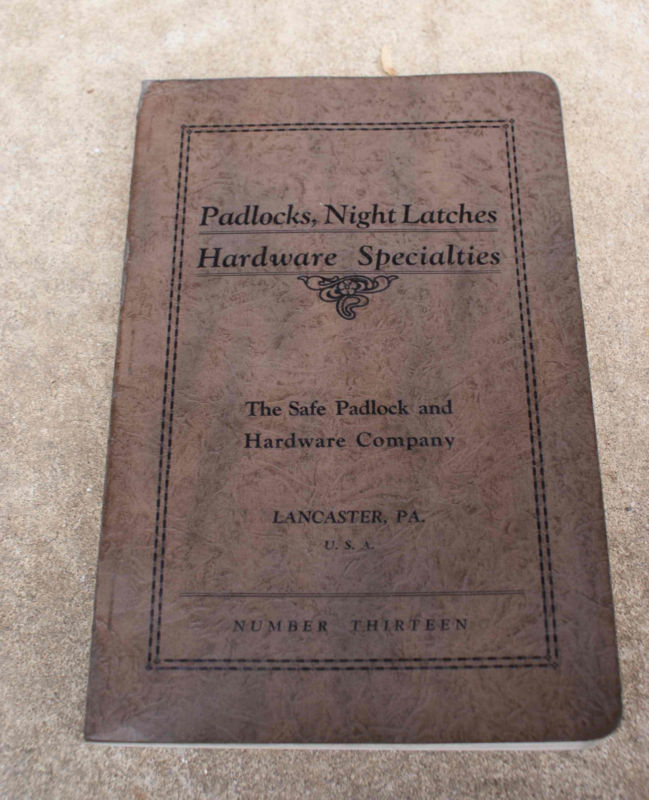 Padlocks, Night Latches
Hardware Specialties
The Safe Padlock and
Hardware Company
LANCASTER, PA.
U. S. A.
NUMBER THIRTEEN